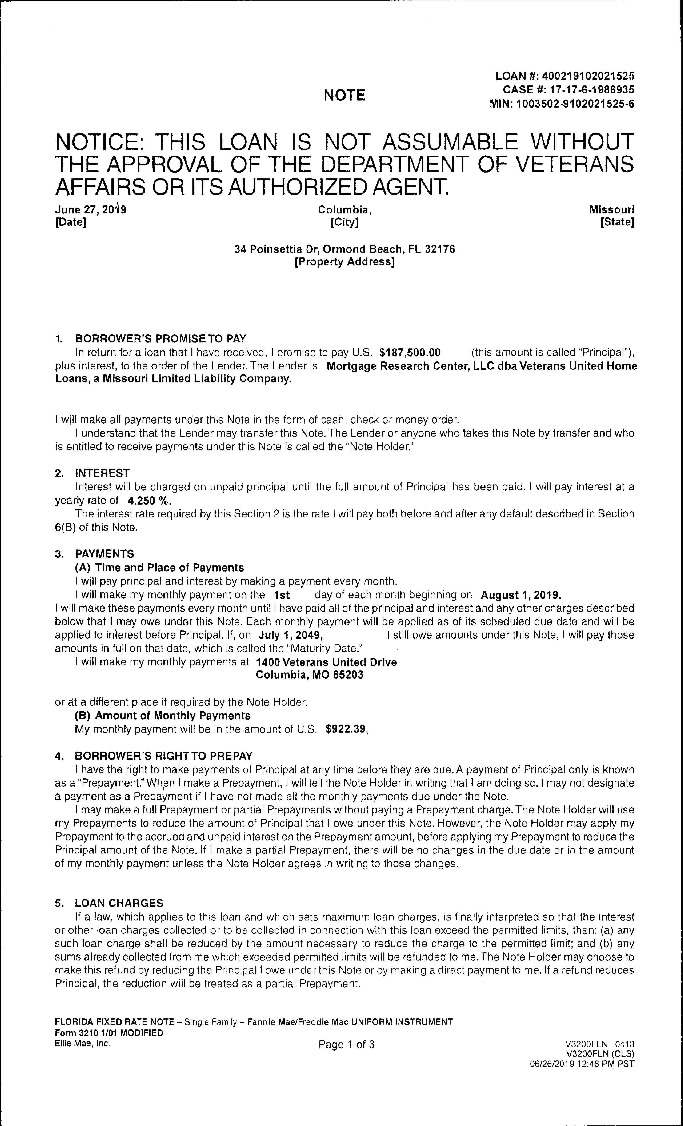 LOAN #: 400219102021525
CASE #: 17-17-6-1986935
MIN: 1003502-9102021525-6
NOTE
NOTICE: THIS LOAN IS NOT ASSUMABLE WITHOUT
THE APPROVAL OF THE DEPARTMENT OF VETERANS
AFFAIRS OR ITS AUTHORIZED AGENT.
June 27, 2019 Columbia, Missouri
[Date] [City] [State]
34 Poinsettia Dr, Ormond Beach, FL 32176
[Property Address]
1. BORROWER'S PROMISE TO PAY
In return for a loan that I have received, I promise to pay U.S. $187,500.00 (this amount is called "Principal"),
plus interest, to the order of the Lender. The Lender is Mortgage Research Center, LLC dba Veterans United Home
Loans, a Missouri Limited Liability Company.
I will make all payments under this Note in the form of cash, check or money order.
I understand that the Lender may transfer this Note. The Lender or anyone who takes this Note by transfer and who
is entitled to receive payments under this Note is called the "Note Holder."
2. INTEREST
Interest will be charged on unpaid principal until the full amount of Principal has been paid. I will pay interest at a
yearly rate of 4.250 %.
The interest rate required by this Section 2 is the rate I will pay both before and after any default described in Section
6(B) of this Note.
3. PAYMENTS
(A) Time and Place of Payments
I will pay principal and interest by making a payment every month.
I will make my monthly payment on the 1st day of each month beginning on August 1, 2019.
I will make these payments every month until I have paid all of the principal and interest and any other charges described
below that I may owe under this Note. Each monthly payment will be applied as of its scheduled due date and will be
applied to interest before Principal. If, on July 1, 2049, I still owe amounts under this Note, I will pay those
amounts in full on that date, which is called the "Maturity Date."
I will make my monthly payments at 1400 Veterans United Drive
Columbia, MO 65203
or at a different place if required by the Note Holder.
(B) Amount of Monthly Payments
My monthly payment will be in the amount of U.S. $922.39.
4. BORROWER'S RIGHT TO PREPAY
I have the right to make payments of Principal at any time before they are due. A payment of Principal only is known
as a "Prepayment." When I make a Prepayment, I will tell the Note Holder in writing that I am doing so. I may not designate
a payment as a Prepayment if I have not made all the monthly payments due under the Note.
I may make a full Prepayment or partial Prepayments without paying a Prepayment charge. The Note Holder will use
my Prepayments to reduce the amount of Principal that I owe under this Note. However, the Note Holder may apply my
Prepayment to the accrued and unpaid interest on the Prepayment amount, before applying my Prepayment to reduce the
Principal amount of the Note. If I make a partial Prepayment, there will be no changes in the due date or in the amount
of my monthly payment unless the Note Holder agrees in writing to those changes.
5. LOAN CHARGES
If a law, which applies to this loan and which sets maximum loan charges, is finally interpreted so that the interest
or other loan charges collected or to be collected in connection with this loan exceed the permitted limits, than: (a) any
such loan charge shall be reduced by the amount necessary to reduce the charge to the permitted limit; and (b) any
sums already collected from me which exceeded permitted limits will be refunded to me. The Note Holder may choose to
make this refund by reducing the Principal I owe under this Note or by making a direct payment to me. If a refund reduces
Principal, the reduction will be treated as a partial Prepayment.
FLORIDA FIXED RATE NOTE – Single Family – Fannie Mae/Freddie Mac UNIFORM INSTRUMENT
Form 3210 1/01 MODIFIED
Ellie Mae, Inc. Page 1 of 3 V3200FLN 0413
V3200FLN (CLS)
06/26/2019 12:48 PM PST